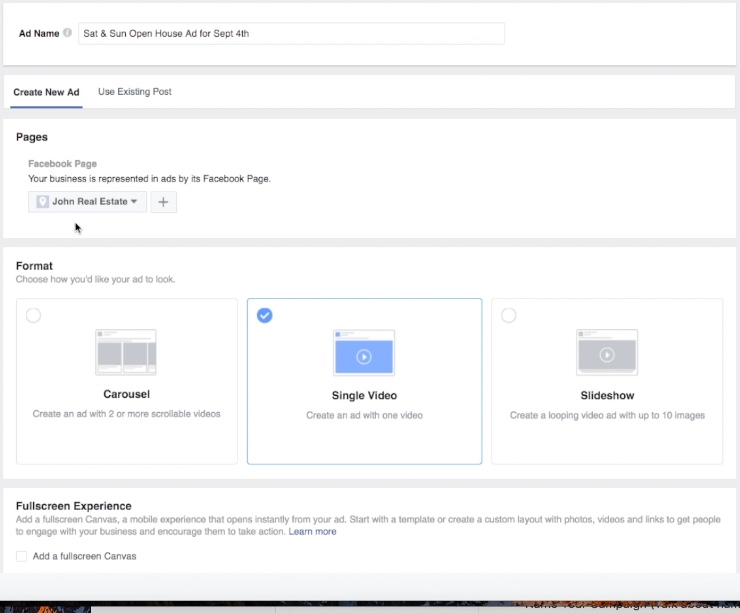 Ad Name
Sat & Sun Open House Ad for Sept 4th
Create New Ad
Use Existing Post
Pages
Facebook Page
Your business is represented in ads by its Facebook Page.
John Real Estate
+
Format
Choose how you'd like your ad to look.
Carousel
Create an ad with 2 or more scrollable videos
Single Video
Create an ad with one video
Slideshow
Create a looping video ad with up to 10 images
Fullscreen Experience
Add a fullscreen Canvas, a mobile experience that opens instantly from your ad. Start with a template or create a custom layout with photos, videos and links to get people
to engage with your business and encourage them to take action. Learn more
Add a fullscreen Canvas